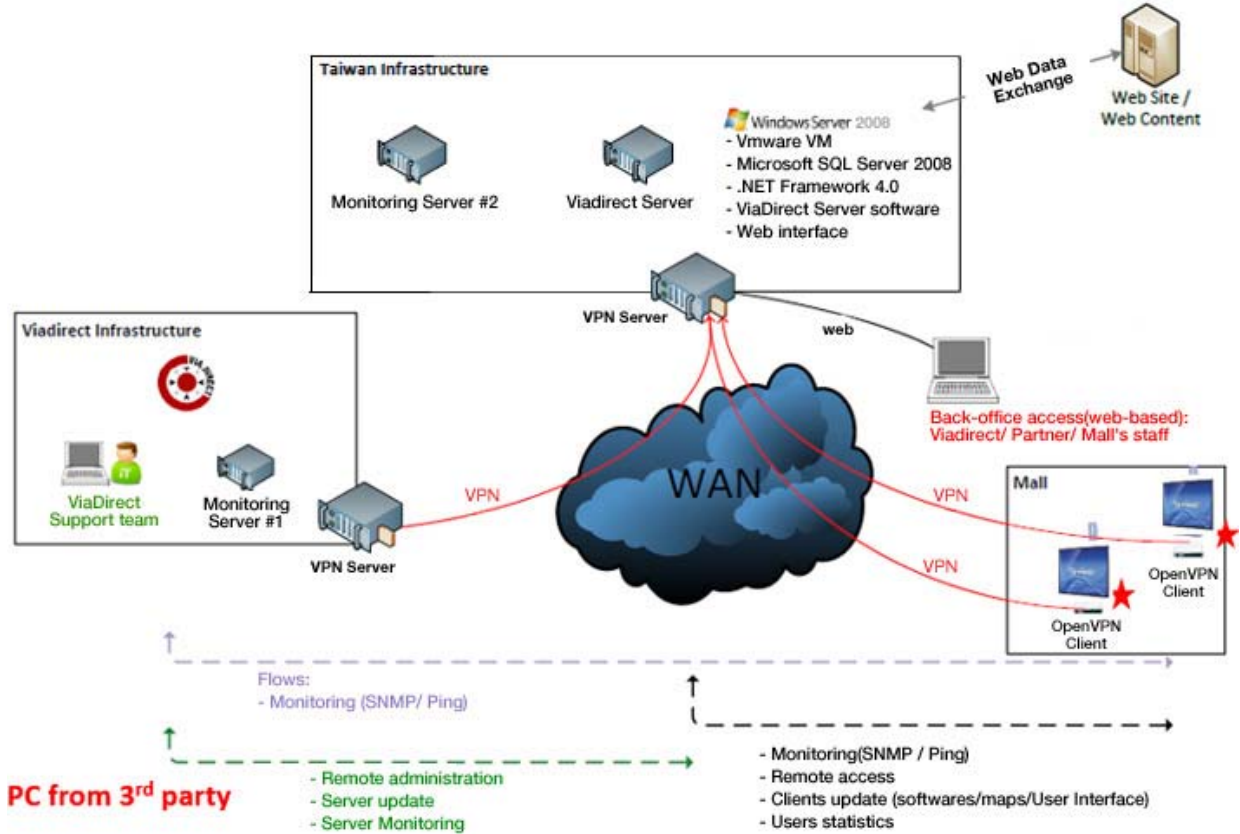 Taiwan Infrastructure
Web Data
Exchange
Web Site /
Web Content
Windows Server 2008
- Vmware VM
- Microsoft SQL Server 2008
- .NET Framework 4.0
- ViaDirect Server software
- Web interface
Monitoring Server #2
Viadirect Server
VPN Server
web
Back-office access(web-based):
Viadirect/ Partner/ Mall's staff
Viadirect Infrastructure
VIA DIRECT
iT
ViaDirect
Support team
Monitoring
Server #1
VPN Server
VPN
WAN
VPN
VPN
Mall
OpenVPN
Client
OpenVPN
Client
Flows:
- Monitoring (SNMP/ Ping)
- Remote administration
- Server update
- Server Monitoring
- Monitoring(SNMP / Ping)
- Remote access
- Clients update (softwares/maps/User Interface)
- Users statistics
PC from 3rd party